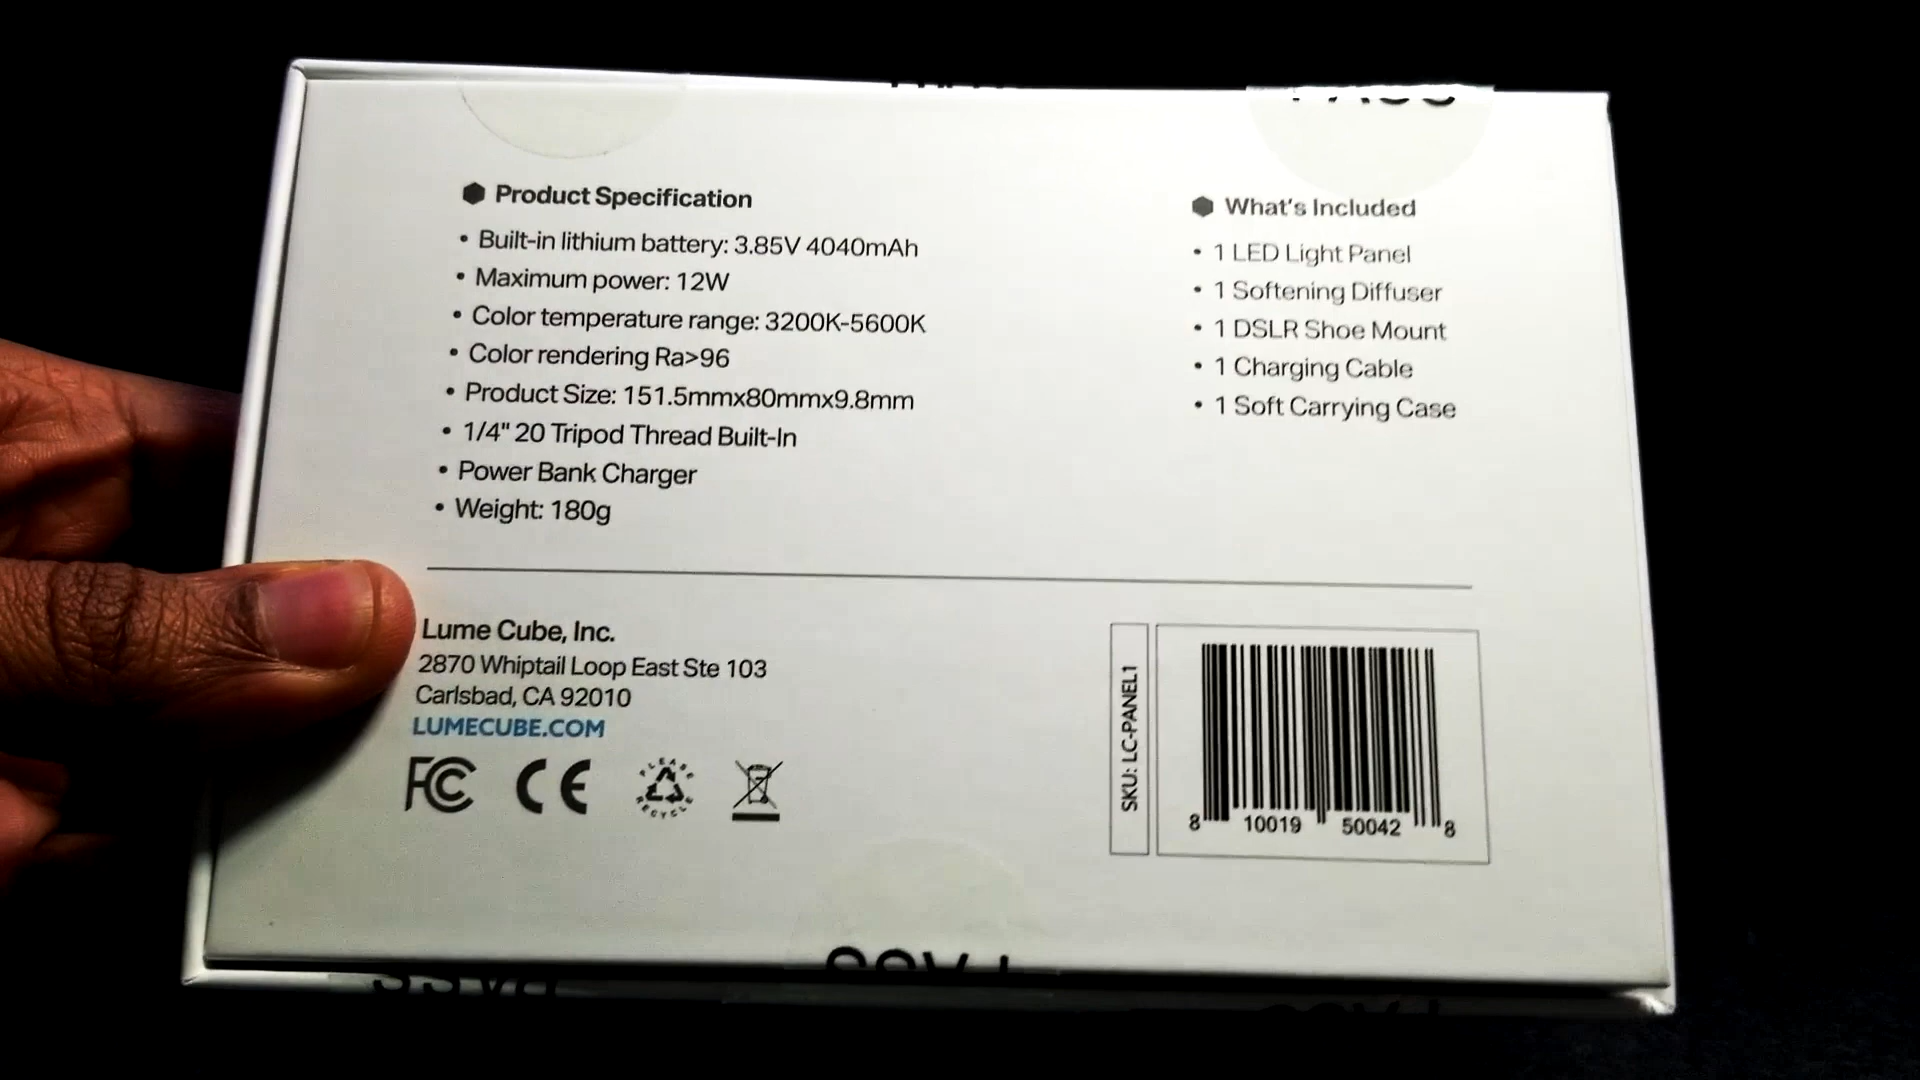 Product Specification
• Built-in lithium battery: 3.85V 4040mAh
• Maximum power: 12W
• Color temperature range: 3200K-5600K
• Color rendering Ra>96
• Product Size: 151.5mmx80mmx9.8mm
• 1/4" 20 Tripod Thread Built-In
• Power Bank Charger
• Weight: 180g
What's Included
• 1 LED Light Panel
• 1 Softening Diffuser
• 1 DSLR Shoe Mount
• 1 Charging Cable
• 1 Soft Carrying Case
Lume Cube, Inc.
2870 Whiptail Loop East Ste 103
Carlsbad, CA 92010
LUMECUBE.COM
FC CE PLEASE RECYCLE
SKU: LC-PANEL1
8 10019 50042 8
PASS
PASS